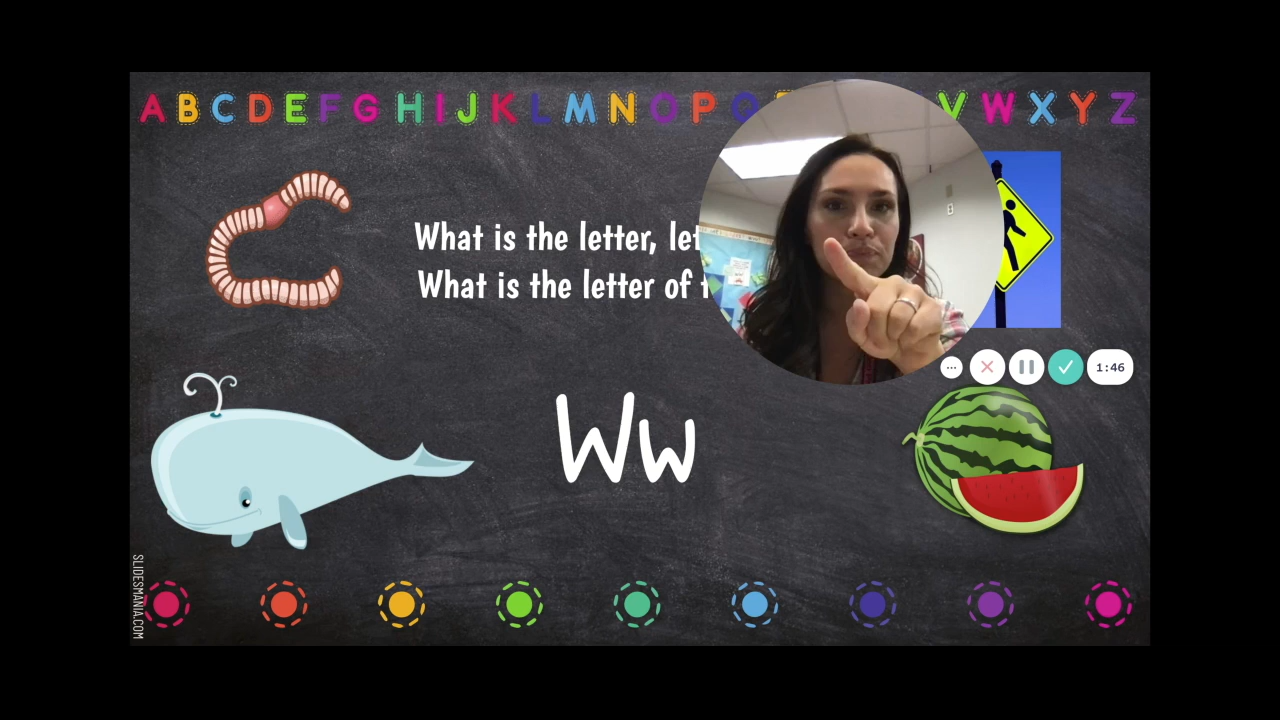 A B C D E F G H I J K L M N O P Q V W X Y Z
What is the letter, let
What is the letter of
Ww
1:46
SLIDESMANIA.COM